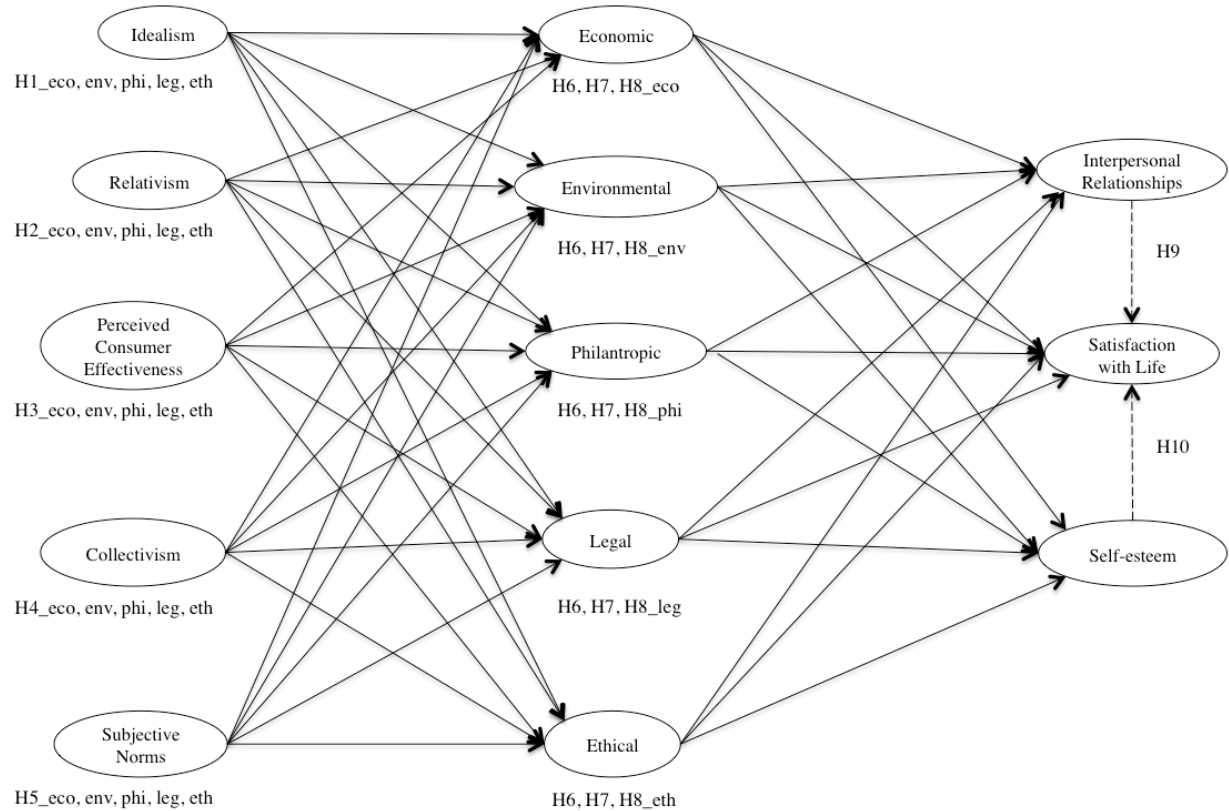 Idealism
H1_eco, env, phi, leg, eth
Relativism
H2_eco, env, phi, leg, eth
Perceived
Consumer
Effectiveness
H3_eco, env, phi, leg, eth
Collectivism
H4_eco, env, phi, leg, eth
Subjective
Norms
H5_eco, env, phi, leg, eth
Economic
H6, H7, H8_eco
Environmental
H6, H7, H8_env
Philantropic
H6, H7, H8_phi
Legal
H6, H7, H8_leg
Ethical
H6, H7, H8_eth
Interpersonal
Relationships
H9
Satisfaction
with Life
H10
Self-esteem